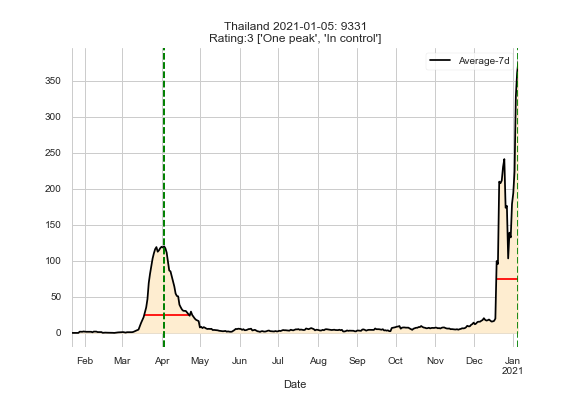 Thailand 2021-01-05: 9331
Rating:3 ['One peak', 'In control']
Average-7d
350
300
250
200
150
100
50
0
Feb Mar Apr May Jun Jul Aug Sep Oct Nov Dec Jan
2021
Date